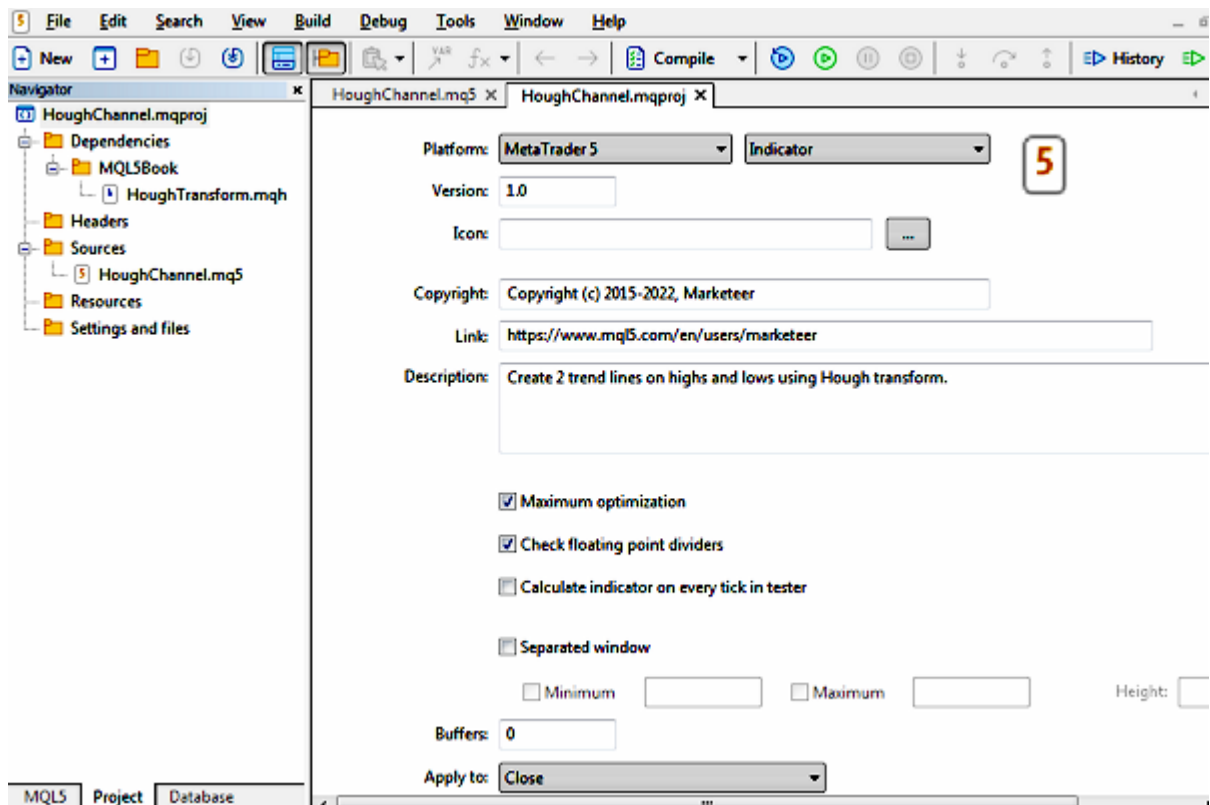 5 File Edit Search View Build Debug Tools Window Help
New VAR fx Compile History
Navigator
HoughChannel.mq5 HoughChannel.mqproj
HoughChannel.mqproj
Dependencies
MQL5Book
HoughTransform.mqh
Headers
Sources
5 HoughChannel.mq5
Resources
Settings and files
Platform: MetaTrader 5 Indicator 5
Version: 1.0
Icon: ...
Copyright: Copyright (c) 2015-2022, Marketeer
Link: https://www.mql5.com/en/users/marketeer
Description: Create 2 trend lines on highs and lows using Hough transform.
Maximum optimization
Check floating point dividers
Calculate indicator on every tick in tester
Separated window
Minimum Maximum Height:
Buffers: 0
Apply to: Close
MQL5 Project Database